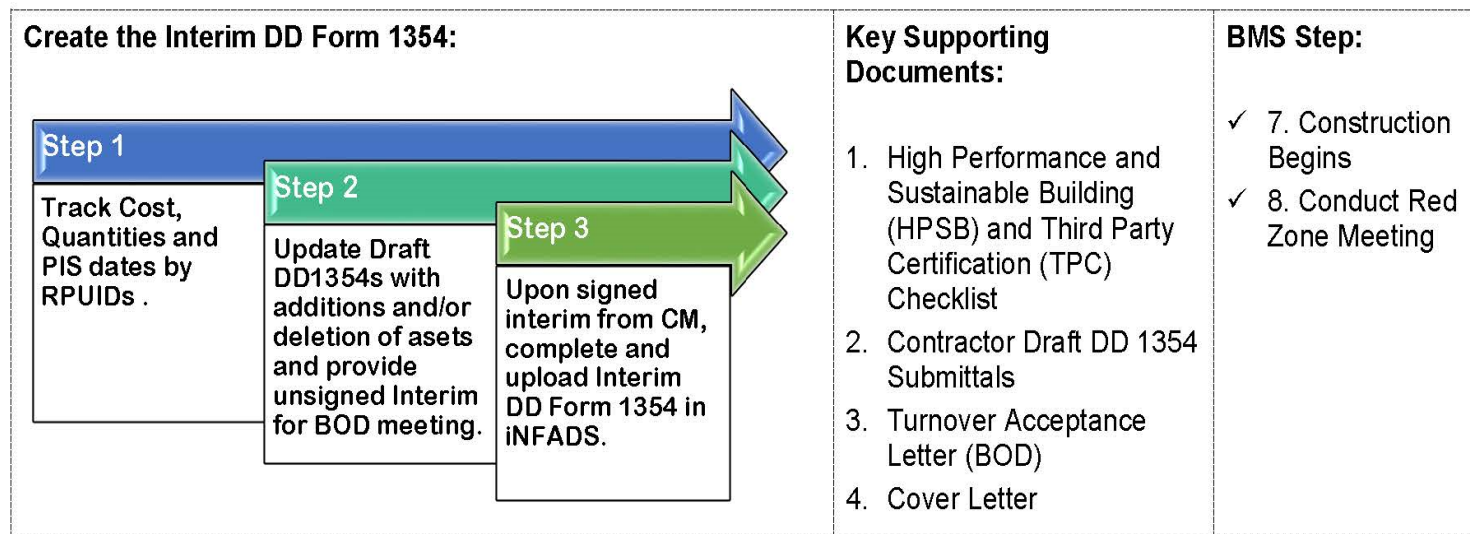 Create the Interim DD Form 1354:
Step 1
Track Cost,
Quantities and
PIS dates by
RPUIDs .
Step 2
Update Draft
DD1354s with
additions and/or
deletion of asets
and provide
unsigned Interim
for BOD meeting.
Step 3
Upon signed
interim from CM,
complete and
upload Interim
DD Form 1354 in
iNFADS.
Key Supporting
Documents:
1. High Performance and
Sustainable Building
(HPSB) and Third Party
Certification (TPC)
Checklist
2. Contractor Draft DD 1354
Submittals
3. Turnover Acceptance
Letter (BOD)
4. Cover Letter
BMS Step:
✓ 7. Construction
Begins
✓ 8. Conduct Red
Zone Meeting